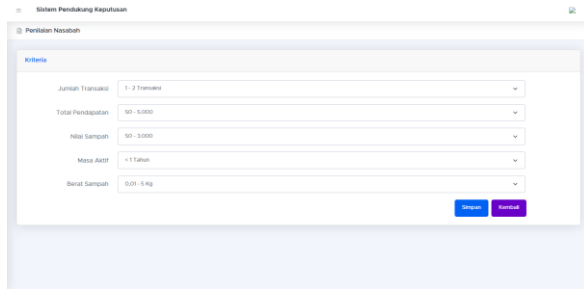 Sistem Pendukung Keputusan
Penilaian Nasabah
Kriteria
Jumlah Transaksi 1 - 2 Transaksi
Total Pendapatan 50 - 5.000
Nilai Sampah 50 - 3.000
Masa Aktif < 1 Tahun
Berat Sampah 0,01 - 5 Kg
Simpan Kembali